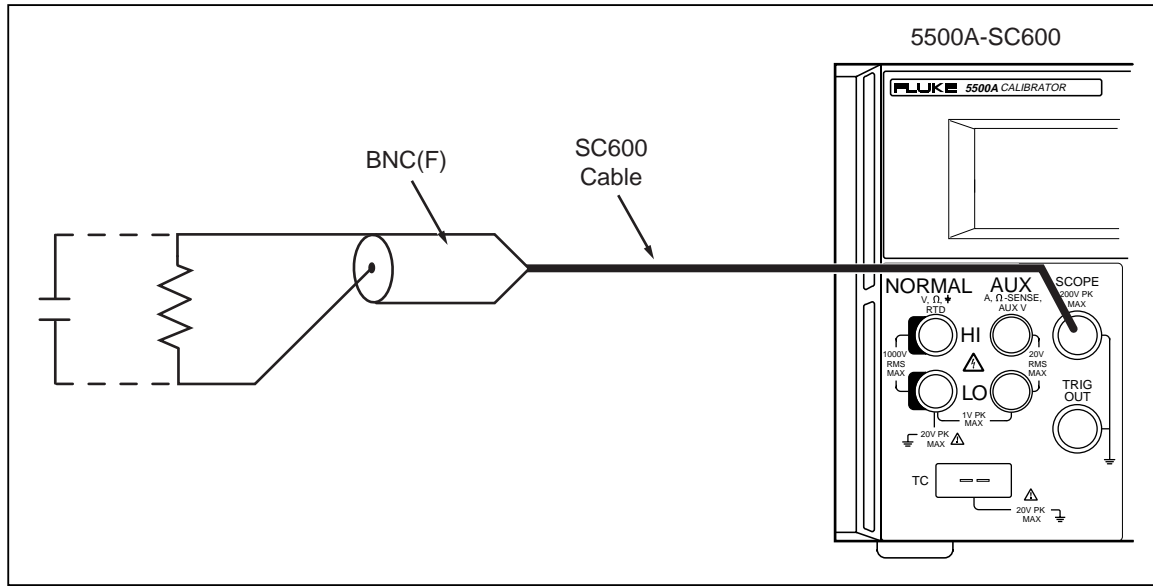 5500A-SC600
FLUKE 5500A CALIBRATOR
BNC(F)
SC600
Cable
NORMAL
V, Ω,
RTD
AUX
A, Ω-SENSE,
AUX V
SCOPE
200V PK
MAX
HI
1000V
RMS
MAX
20V
RMS
MAX
LO
TRIG
OUT
1V PK
MAX
20V PK
MAX
TC
20V PK
MAX